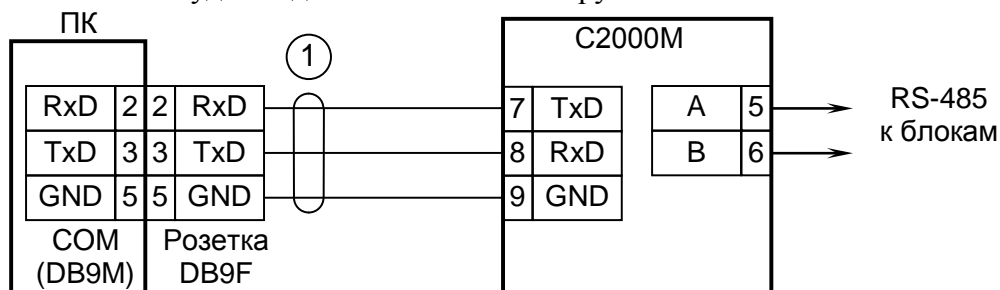 ПК
1
C2000M
RxD 2 2 RxD
7 TxD
A 5
RS-485
к блокам
TxD 3 3 TxD
8 RxD
B 6
GND 5 5 GND
9 GND
COM
(DB9M)
Розетка
DB9F